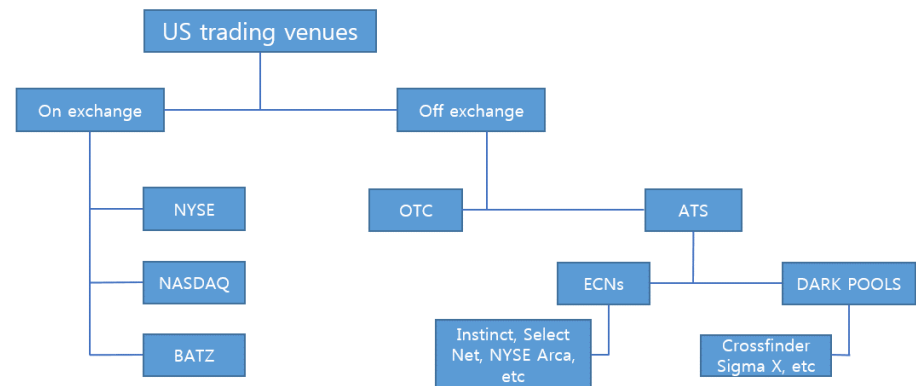 US trading venues
On exchange
Off exchange
NYSE
OTC
ATS
NASDAQ
ECNs
DARK POOLS
BATZ
Instinct, Select
Net, NYSE Arca,
etc
Crossfinder
Sigma X, etc